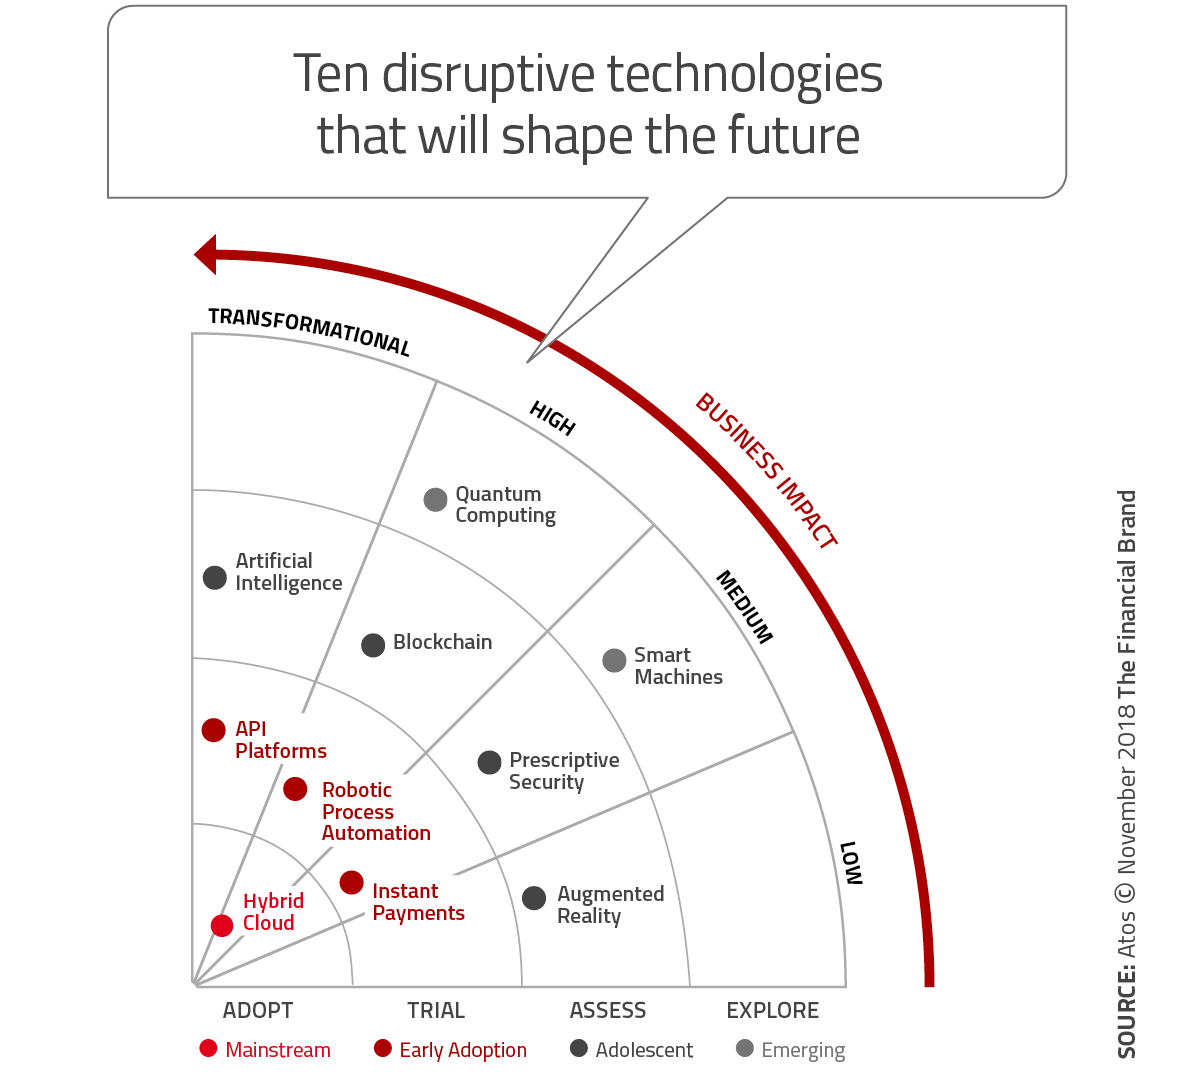 Ten disruptive technologies
that will shape the future
TRANSFORMATIONAL
HIGH
MEDIUM
LOW
BUSINESS IMPACT
Quantum
Computing
Artificial
Intelligence
Blockchain
Smart
Machines
API
Platforms
Prescriptive
Security
Robotic
Process
Automation
Instant
Payments
Augmented
Reality
Hybrid
Cloud
ADOPT
TRIAL
ASSESS
EXPLORE
Mainstream
Early Adoption
Adolescent
Emerging
SOURCE: Atos © November 2018 The Financial Brand